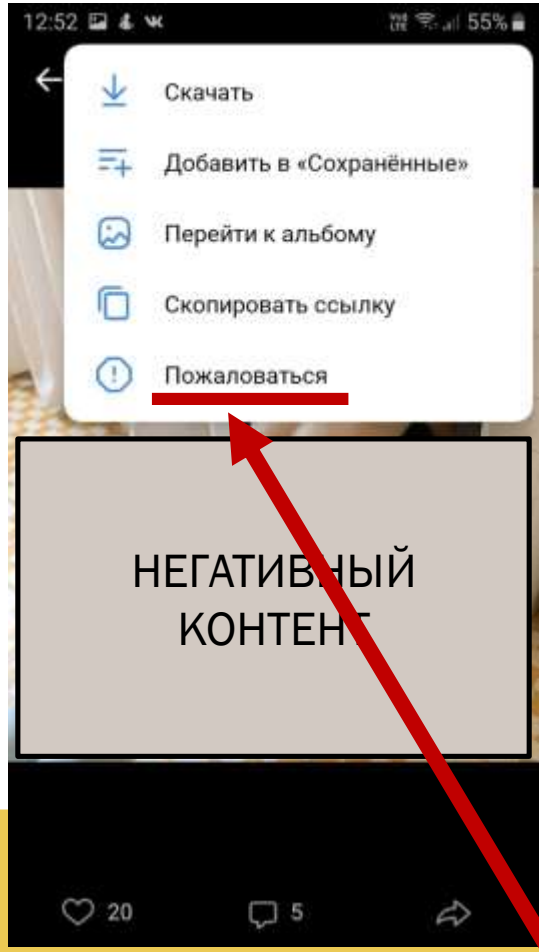 12:52
55%
Скачать
Добавить в «Сохранённые»
Перейти к альбому
Скопировать ссылку
Пожаловаться
НЕГАТИВНЫЙ
КОНТЕНТ
20
5